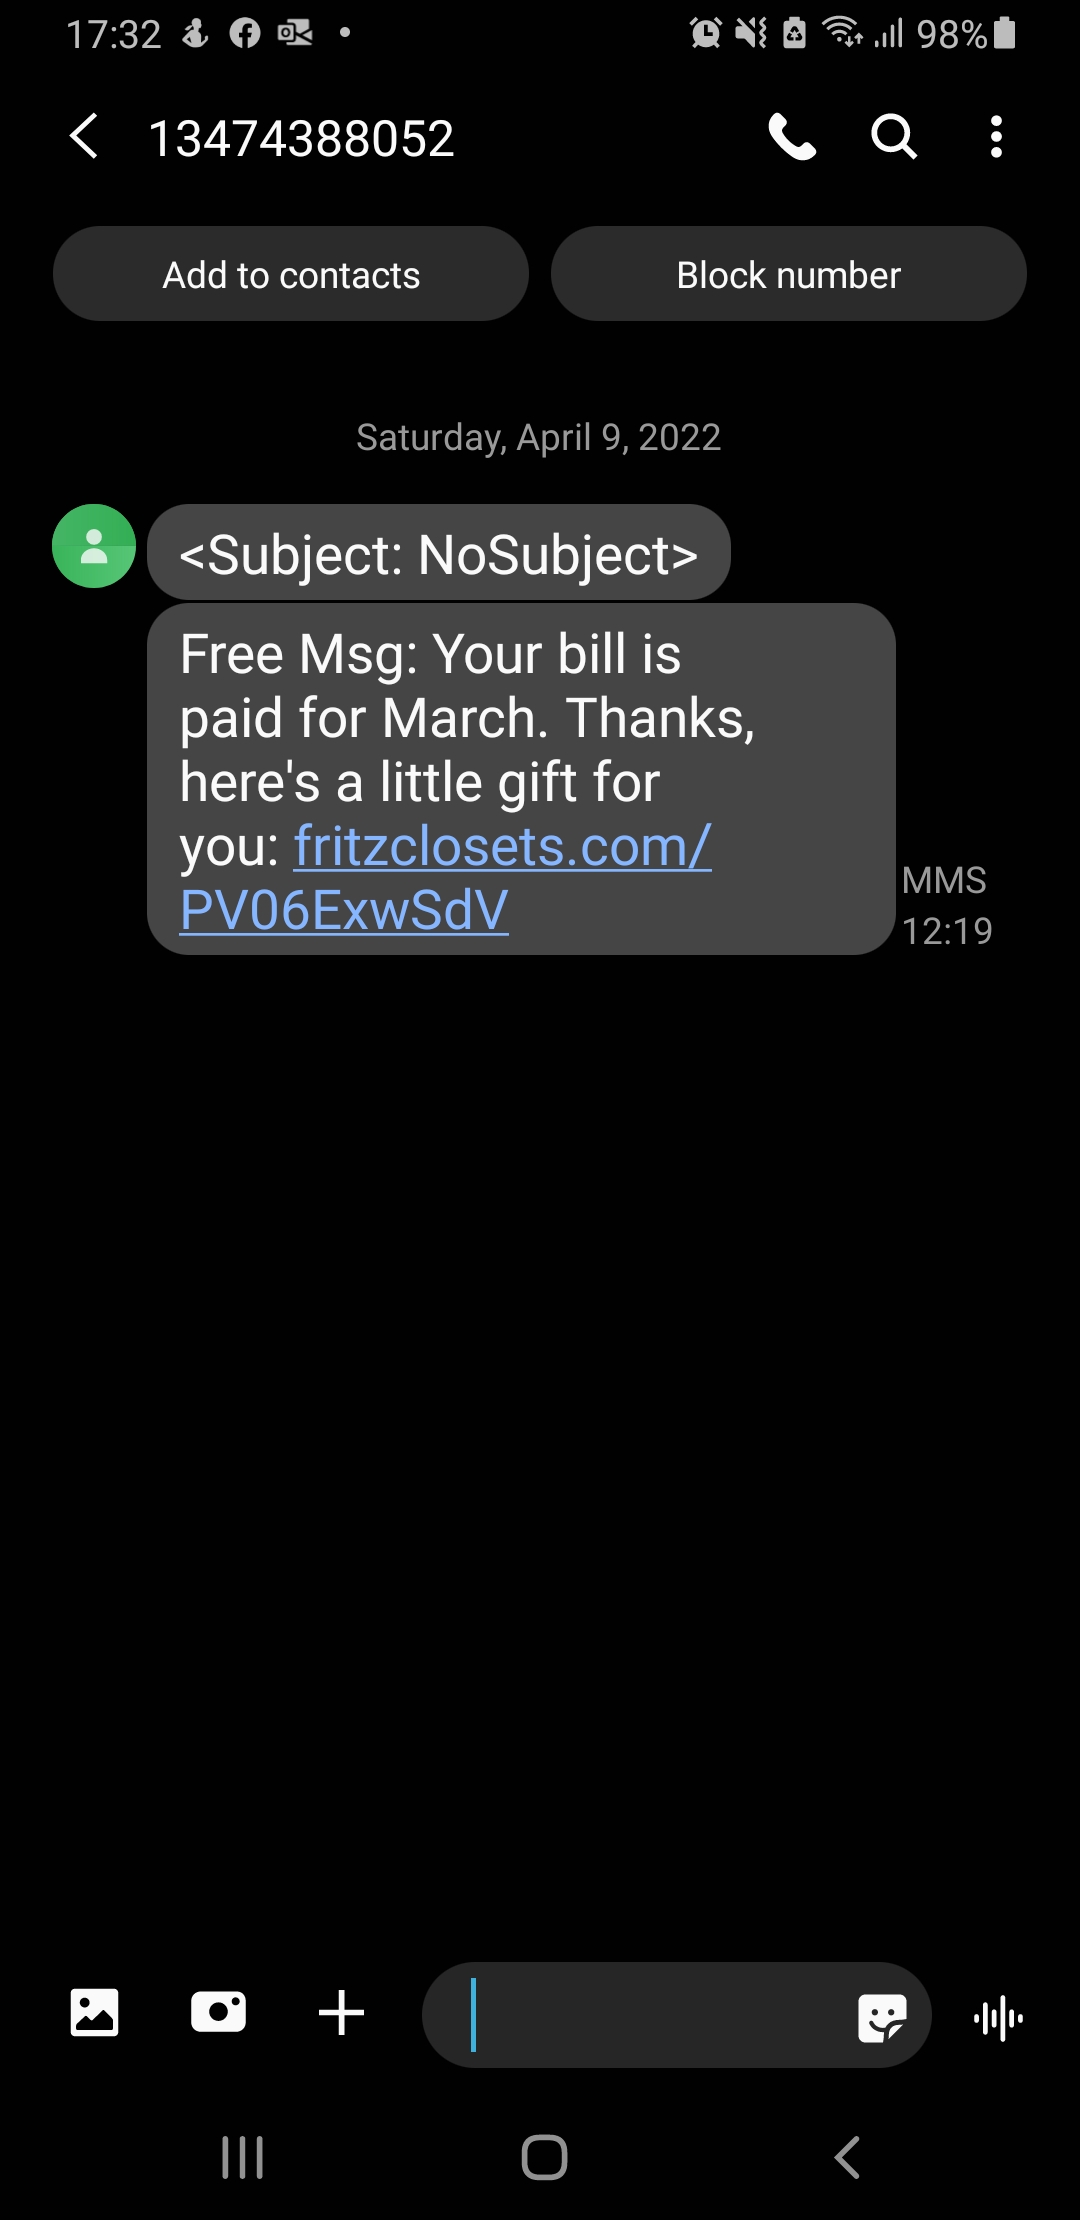 17:32
98%
13474388052
Add to contacts
Block number
Saturday, April 9, 2022
<Subject: NoSubject>
Free Msg: Your bill is
paid for March. Thanks,
here's a little gift for
you: fritzclosets.com/
PV06ExwSdV
MMS
12:19